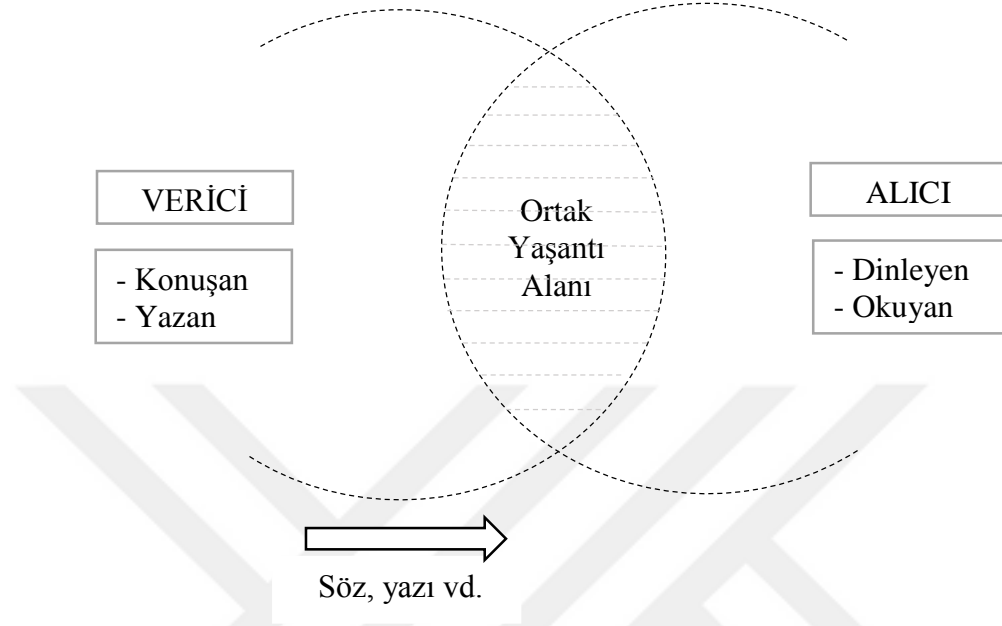 VERİCİ
- Konuşan
- Yazan
Ortak
Yaşantı
Alanı
ALICI
- Dinleyen
- Okuyan
Söz, yazı vd.